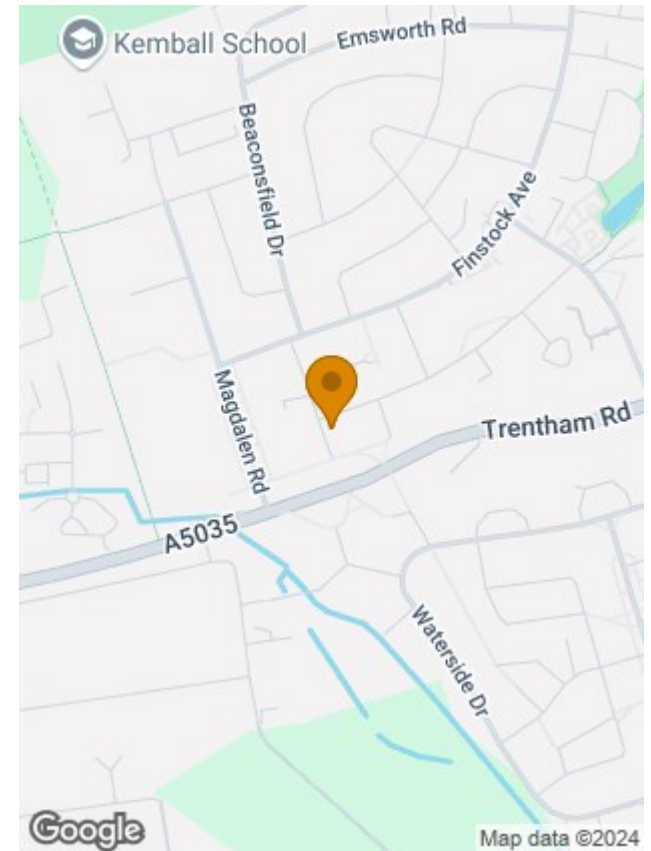 Kemball School
Emsworth Rd
Beaconsfield Dr
Finstock Ave
Magdalen Rd
Trentham Rd
A5035
Waterside Dr
Google
Map data ©2024